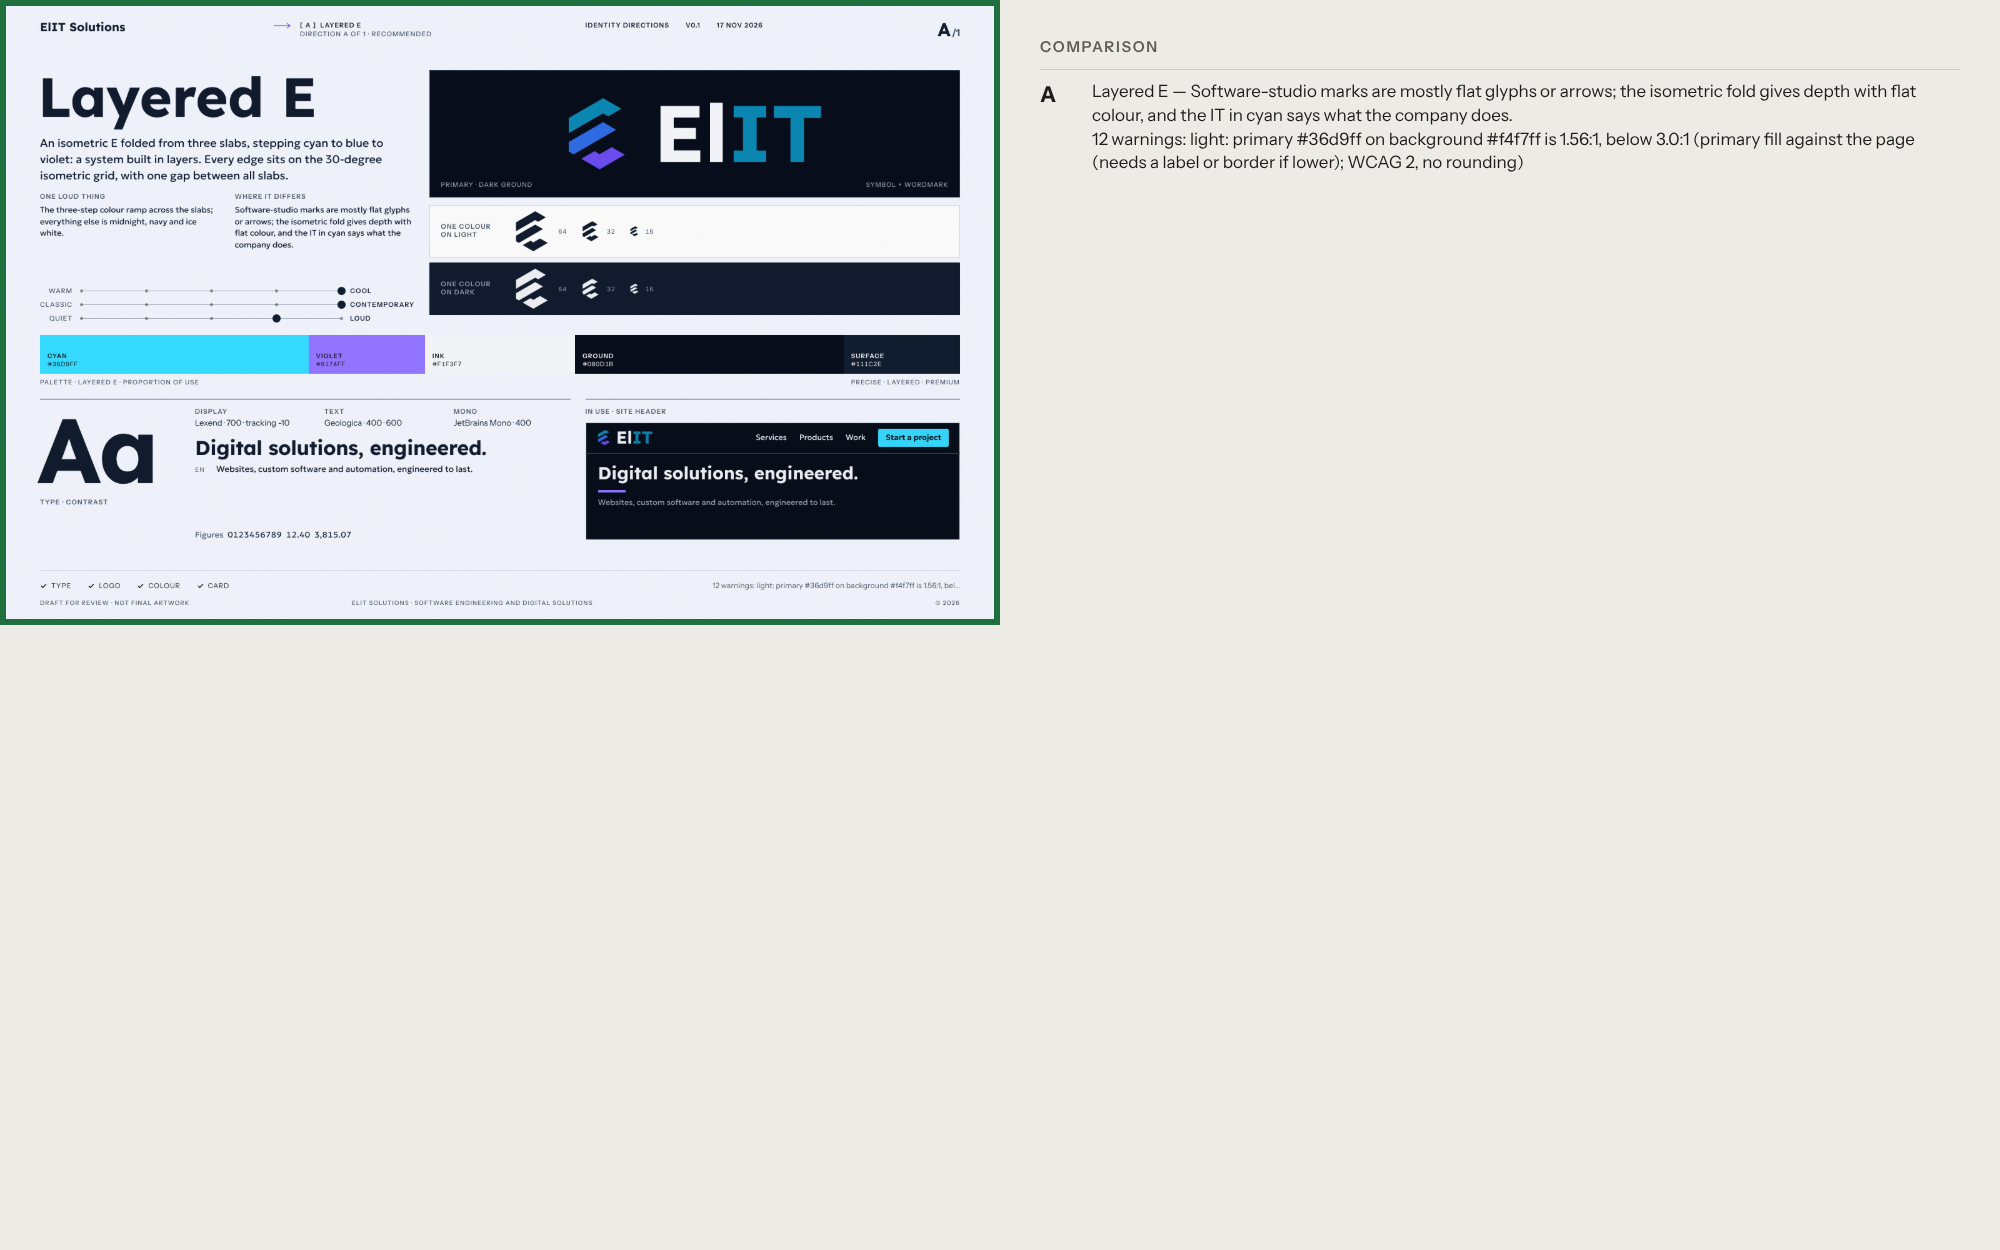 ElIT Solutions
[ A ] LAYERED E
DIRECTION A OF 1 · RECOMMENDED
IDENTITY DIRECTIONS V0.1 17 NOV 2026
A /1
Layered E
An isometric E folded from three slabs, stepping cyan to blue to
violet: a system built in layers. Every edge sits on the 30-degree
isometric grid, with one gap between all slabs.
ONE LOUD THING
The three-step colour ramp across the slabs;
everything else is midnight, navy and ice
white.
WHERE IT DIFFERS
Software-studio marks are mostly flat glyphs
or arrows; the isometric fold gives depth with
flat colour, and the IT in cyan says what the
company does.
WARM COOL
CLASSIC CONTEMPORARY
QUIET LOUD
ElIT
PRIMARY · DARK GROUND SYMBOL + WORDMARK
ONE COLOUR
ON LIGHT
64 32 16
ONE COLOUR
ON DARK
64 32 16
CYAN
#36D9FF
VIOLET
#9174FF
INK
#F1F3F7
GROUND
#080D1B
SURFACE
#111C2E
PALETTE · LAYERED E · PROPORTION OF USE PRECISE · LAYERED · PREMIUM
Aa
TYPE · CONTRAST
DISPLAY
Lexend · 700 · tracking -10
TEXT
Geologica · 400 · 600
MONO
JetBrains Mono · 400
Digital solutions, engineered.
EN Websites, custom software and automation, engineered to last.
Figures 0123456789 12.40 3,815.07
IN USE · SITE HEADER
ElIT Services Products Work Start a project
Digital solutions, engineered.
Websites, custom software and automation, engineered to last.
TYPE LOGO COLOUR CARD
12 warnings: light: primary #36d9ff on background #f4f7ff is 1.56:1, bel…
DRAFT FOR REVIEW · NOT FINAL ARTWORK
ELIT SOLUTIONS · SOFTWARE ENGINEERING AND DIGITAL SOLUTIONS
© 2026
COMPARISON
A
Layered E — Software-studio marks are mostly flat glyphs or arrows; the isometric fold gives depth with flat
colour, and the IT in cyan says what the company does.
12 warnings: light: primary #36d9ff on background #f4f7ff is 1.56:1, below 3.0:1 (primary fill against the page
(needs a label or border if lower); WCAG 2, no rounding)